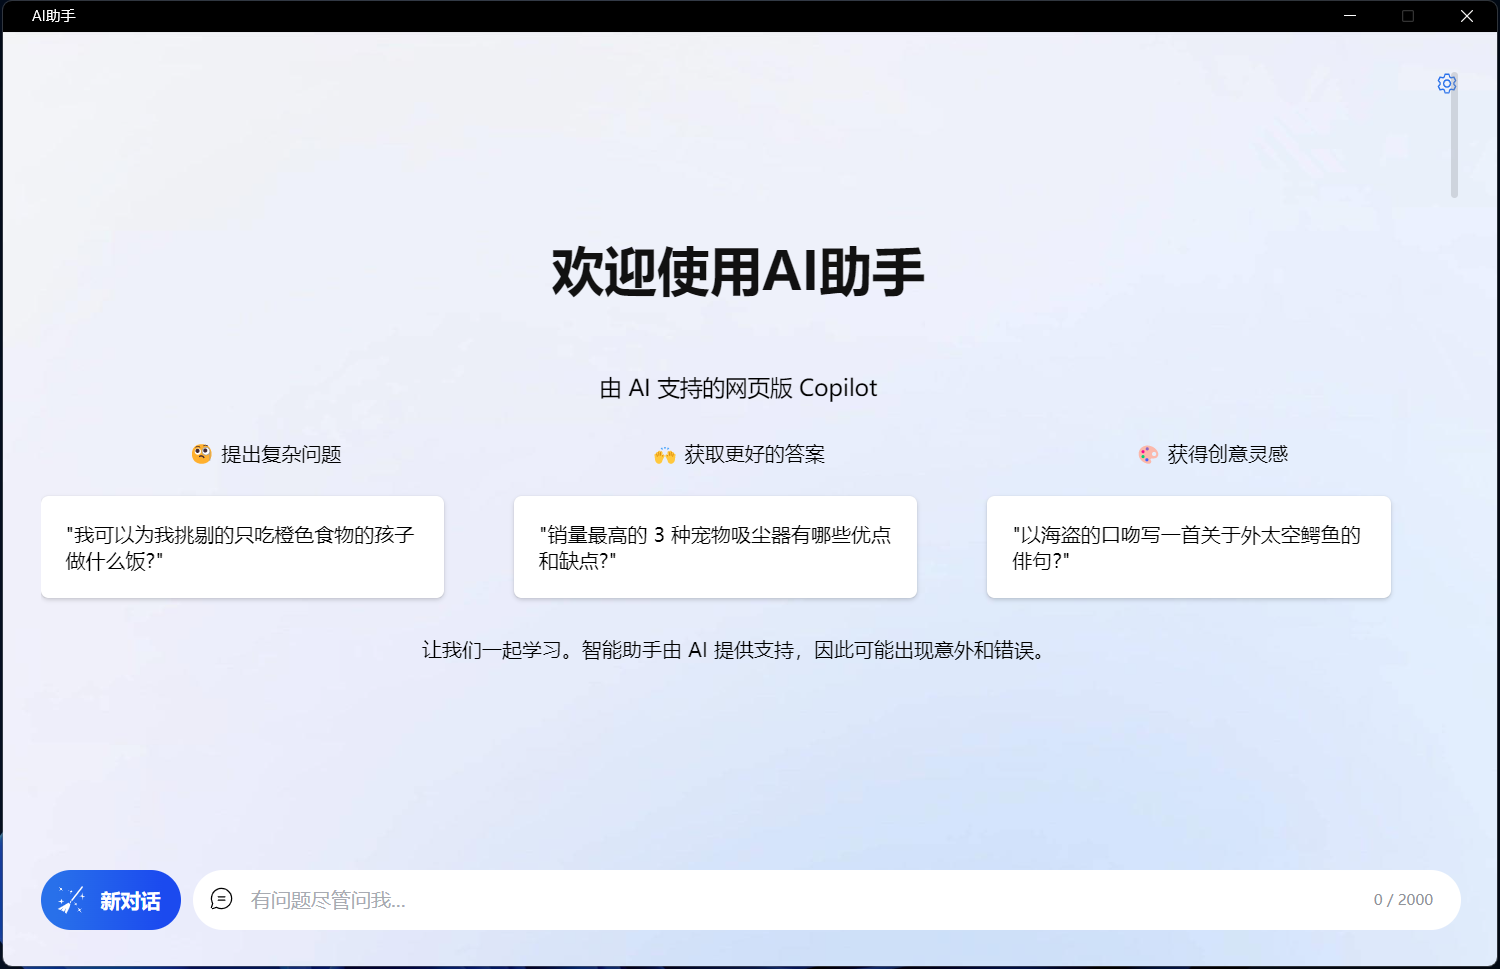 AI助手
欢迎使用AI助手
由 AI 支持的网页版 Copilot
🧐 提出复杂问题
"我可以为我挑剔的只吃橙色食物的孩子
做什么饭?"
🙌 获取更好的答案
"销量最高的 3 种宠物吸尘器有哪些优点
和缺点?"
🎨 获得创意灵感
"以海盗的口吻写一首关于外太空鳄鱼的
俳句?"
让我们一起学习。智能助手由 AI 提供支持，因此可能出现意外和错误。
新对话
有问题尽管问我...
0 / 2000